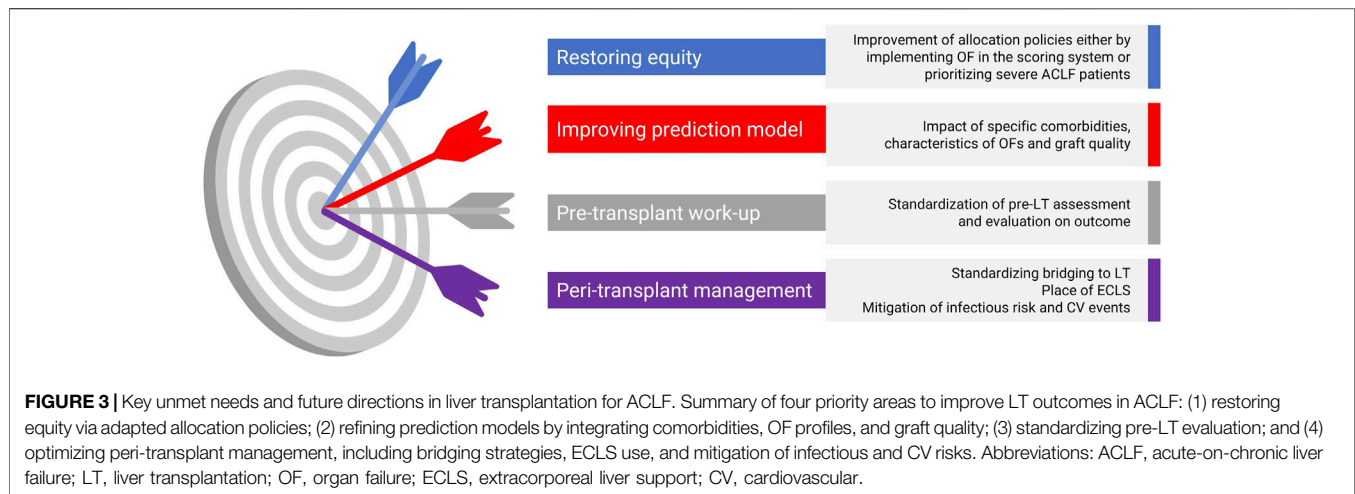 Restoring equity
Improvement of allocation policies either by
implementing OF in the scoring system or
prioritizing severe ACLF patients
Improving prediction model
Impact of specific comorbidities,
characteristics of OFs and graft quality
Pre-transplant work-up
Standardization of pre-LT assessment
and evaluation on outcome
Peri-transplant management
Standardizing bridging to LT
Place of ECLS
Mitigation of infectious risk and CV events
FIGURE 3 | Key unmet needs and future directions in liver transplantation for ACLF. Summary of four priority areas to improve LT outcomes in ACLF: (1) restoring
equity via adapted allocation policies; (2) refining prediction models by integrating comorbidities, OF profiles, and graft quality; (3) standardizing pre-LT evaluation; and (4)
optimizing peri-transplant management, including bridging strategies, ECLS use, and mitigation of infectious and CV risks. Abbreviations: ACLF, acute-on-chronic liver
failure; LT, liver transplantation; OF, organ failure; ECLS, extracorporeal liver support; CV, cardiovascular.